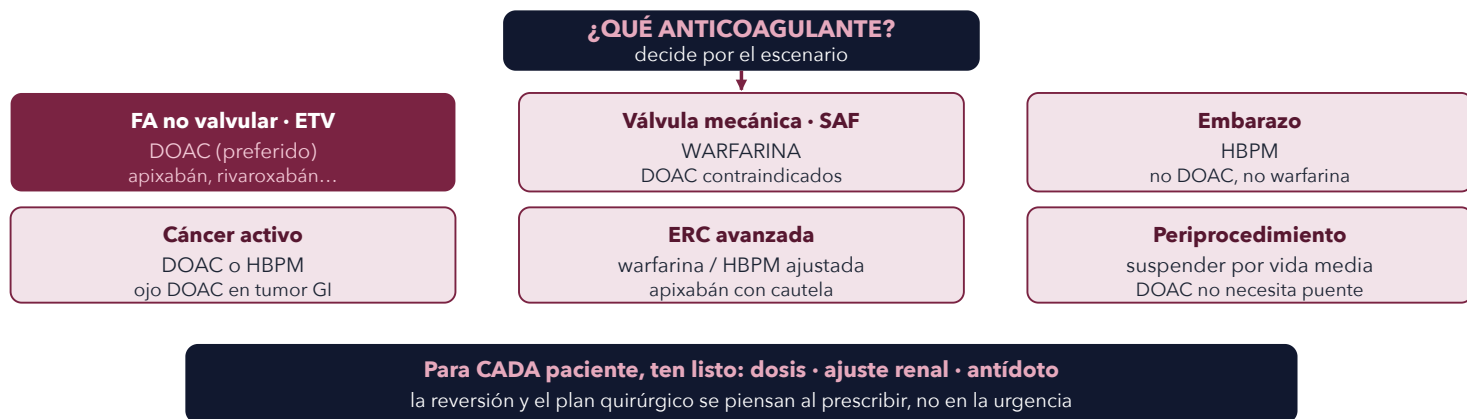 ¿QUÉ ANTICOAGULANTE?
decide por el escenario
FA no valvular · ETV
DOAC (preferido)
apixabán, rivaroxabán…
Válvula mecánica · SAF
WARFARINA
DOAC contraindicados
Embarazo
HBPM
no DOAC, no warfarina
Cáncer activo
DOAC o HBPM
ojo DOAC en tumor GI
ERC avanzada
warfarina / HBPM ajustada
apixabán con cautela
Periprocedimiento
suspender por vida media
DOAC no necesita puente
Para CADA paciente, ten listo: dosis · ajuste renal · antídoto
la reversión y el plan quirúrgico se piensan al prescribir, no en la urgencia